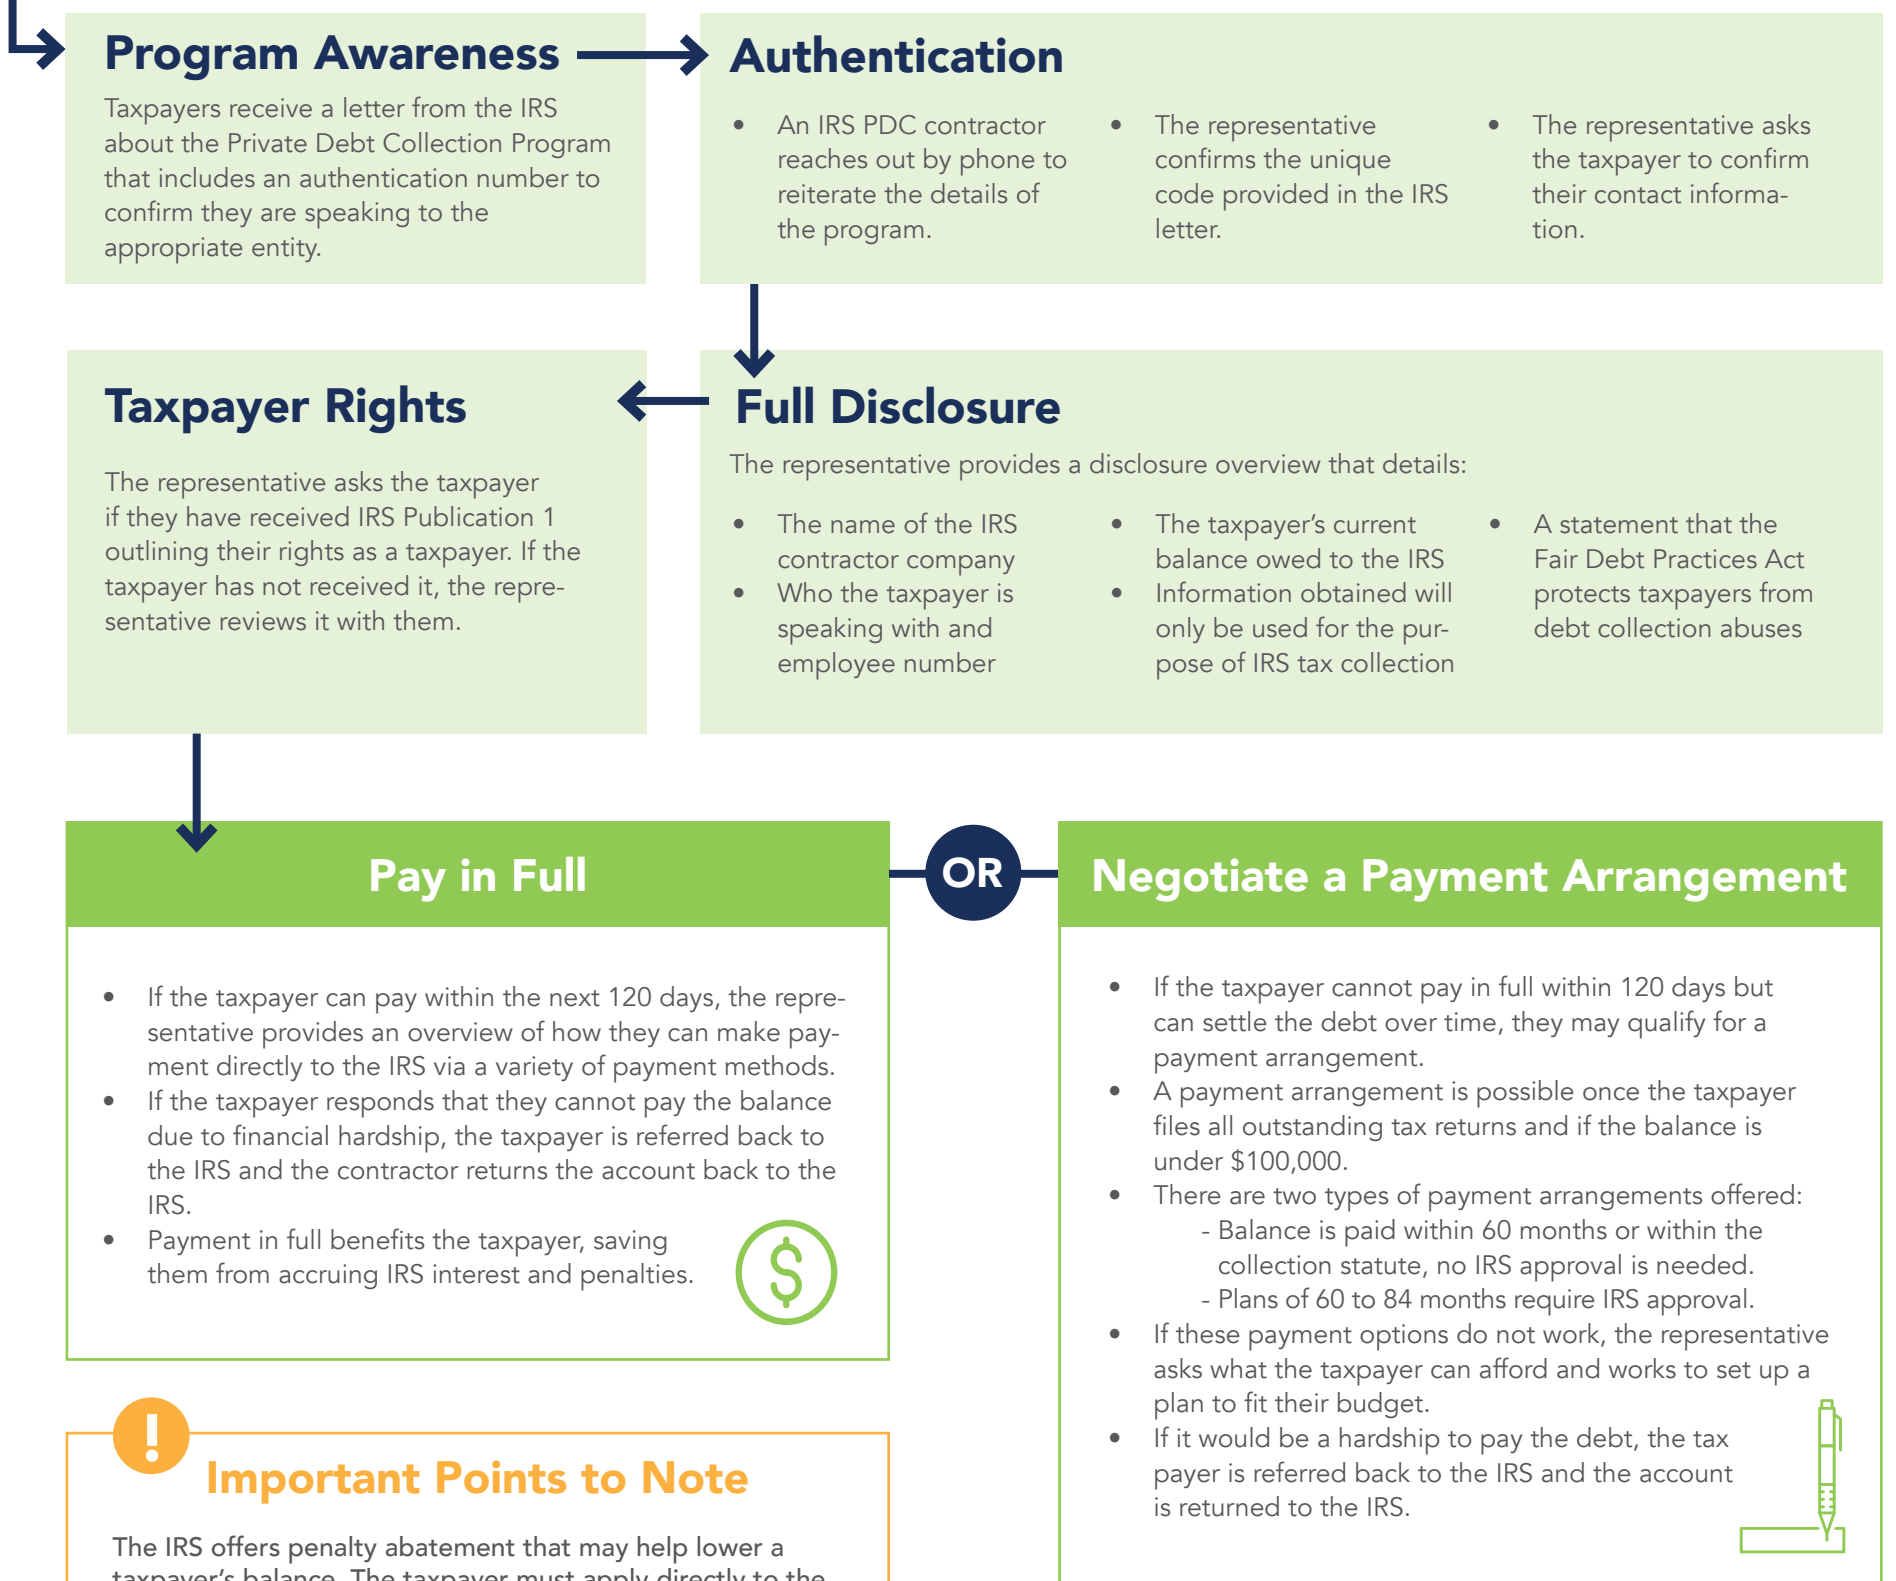 Program Awareness
Taxpayers receive a letter from the IRS
about the Private Debt Collection Program
that includes an authentication number to
confirm they are speaking to the
appropriate entity.
Authentication
• An IRS PDC contractor
reaches out by phone to
reiterate the details of
the program.
• The representative
confirms the unique
code provided in the IRS
letter.
• The representative asks
the taxpayer to confirm
their contact informa-
tion.
Full Disclosure
The representative provides a disclosure overview that details:
• The name of the IRS
contractor company
• Who the taxpayer is
speaking with and
employee number
• The taxpayer's current
balance owed to the IRS
• Information obtained will
only be used for the pur-
pose of IRS tax collection
• A statement that the
Fair Debt Practices Act
protects taxpayers from
debt collection abuses
Taxpayer Rights
The representative asks the taxpayer
if they have received IRS Publication 1
outlining their rights as a taxpayer. If the
taxpayer has not received it, the repre-
sentative reviews it with them.
Pay in Full
• If the taxpayer can pay within the next 120 days, the repre-
sentative provides an overview of how they can make pay-
ment directly to the IRS via a variety of payment methods.
• If the taxpayer responds that they cannot pay the balance
due to financial hardship, the taxpayer is referred back to
the IRS and the contractor returns the account back to the
IRS.
• Payment in full benefits the taxpayer, saving
them from accruing IRS interest and penalties.
$
OR
Negotiate a Payment Arrangement
• If the taxpayer cannot pay in full within 120 days but
can settle the debt over time, they may qualify for a
payment arrangement.
• A payment arrangement is possible once the taxpayer
files all outstanding tax returns and if the balance is
under $100,000.
• There are two types of payment arrangements offered:
- Balance is paid within 60 months or within the
collection statute, no IRS approval is needed.
- Plans of 60 to 84 months require IRS approval.
• If these payment options do not work, the representative
asks what the taxpayer can afford and works to set up a
plan to fit their budget.
• If it would be a hardship to pay the debt, the tax
payer is referred back to the IRS and the account
is returned to the IRS.
!
Important Points to Note
The IRS offers penalty abatement that may help lower a
taxpayer's balance. The taxpayer must apply directly to the